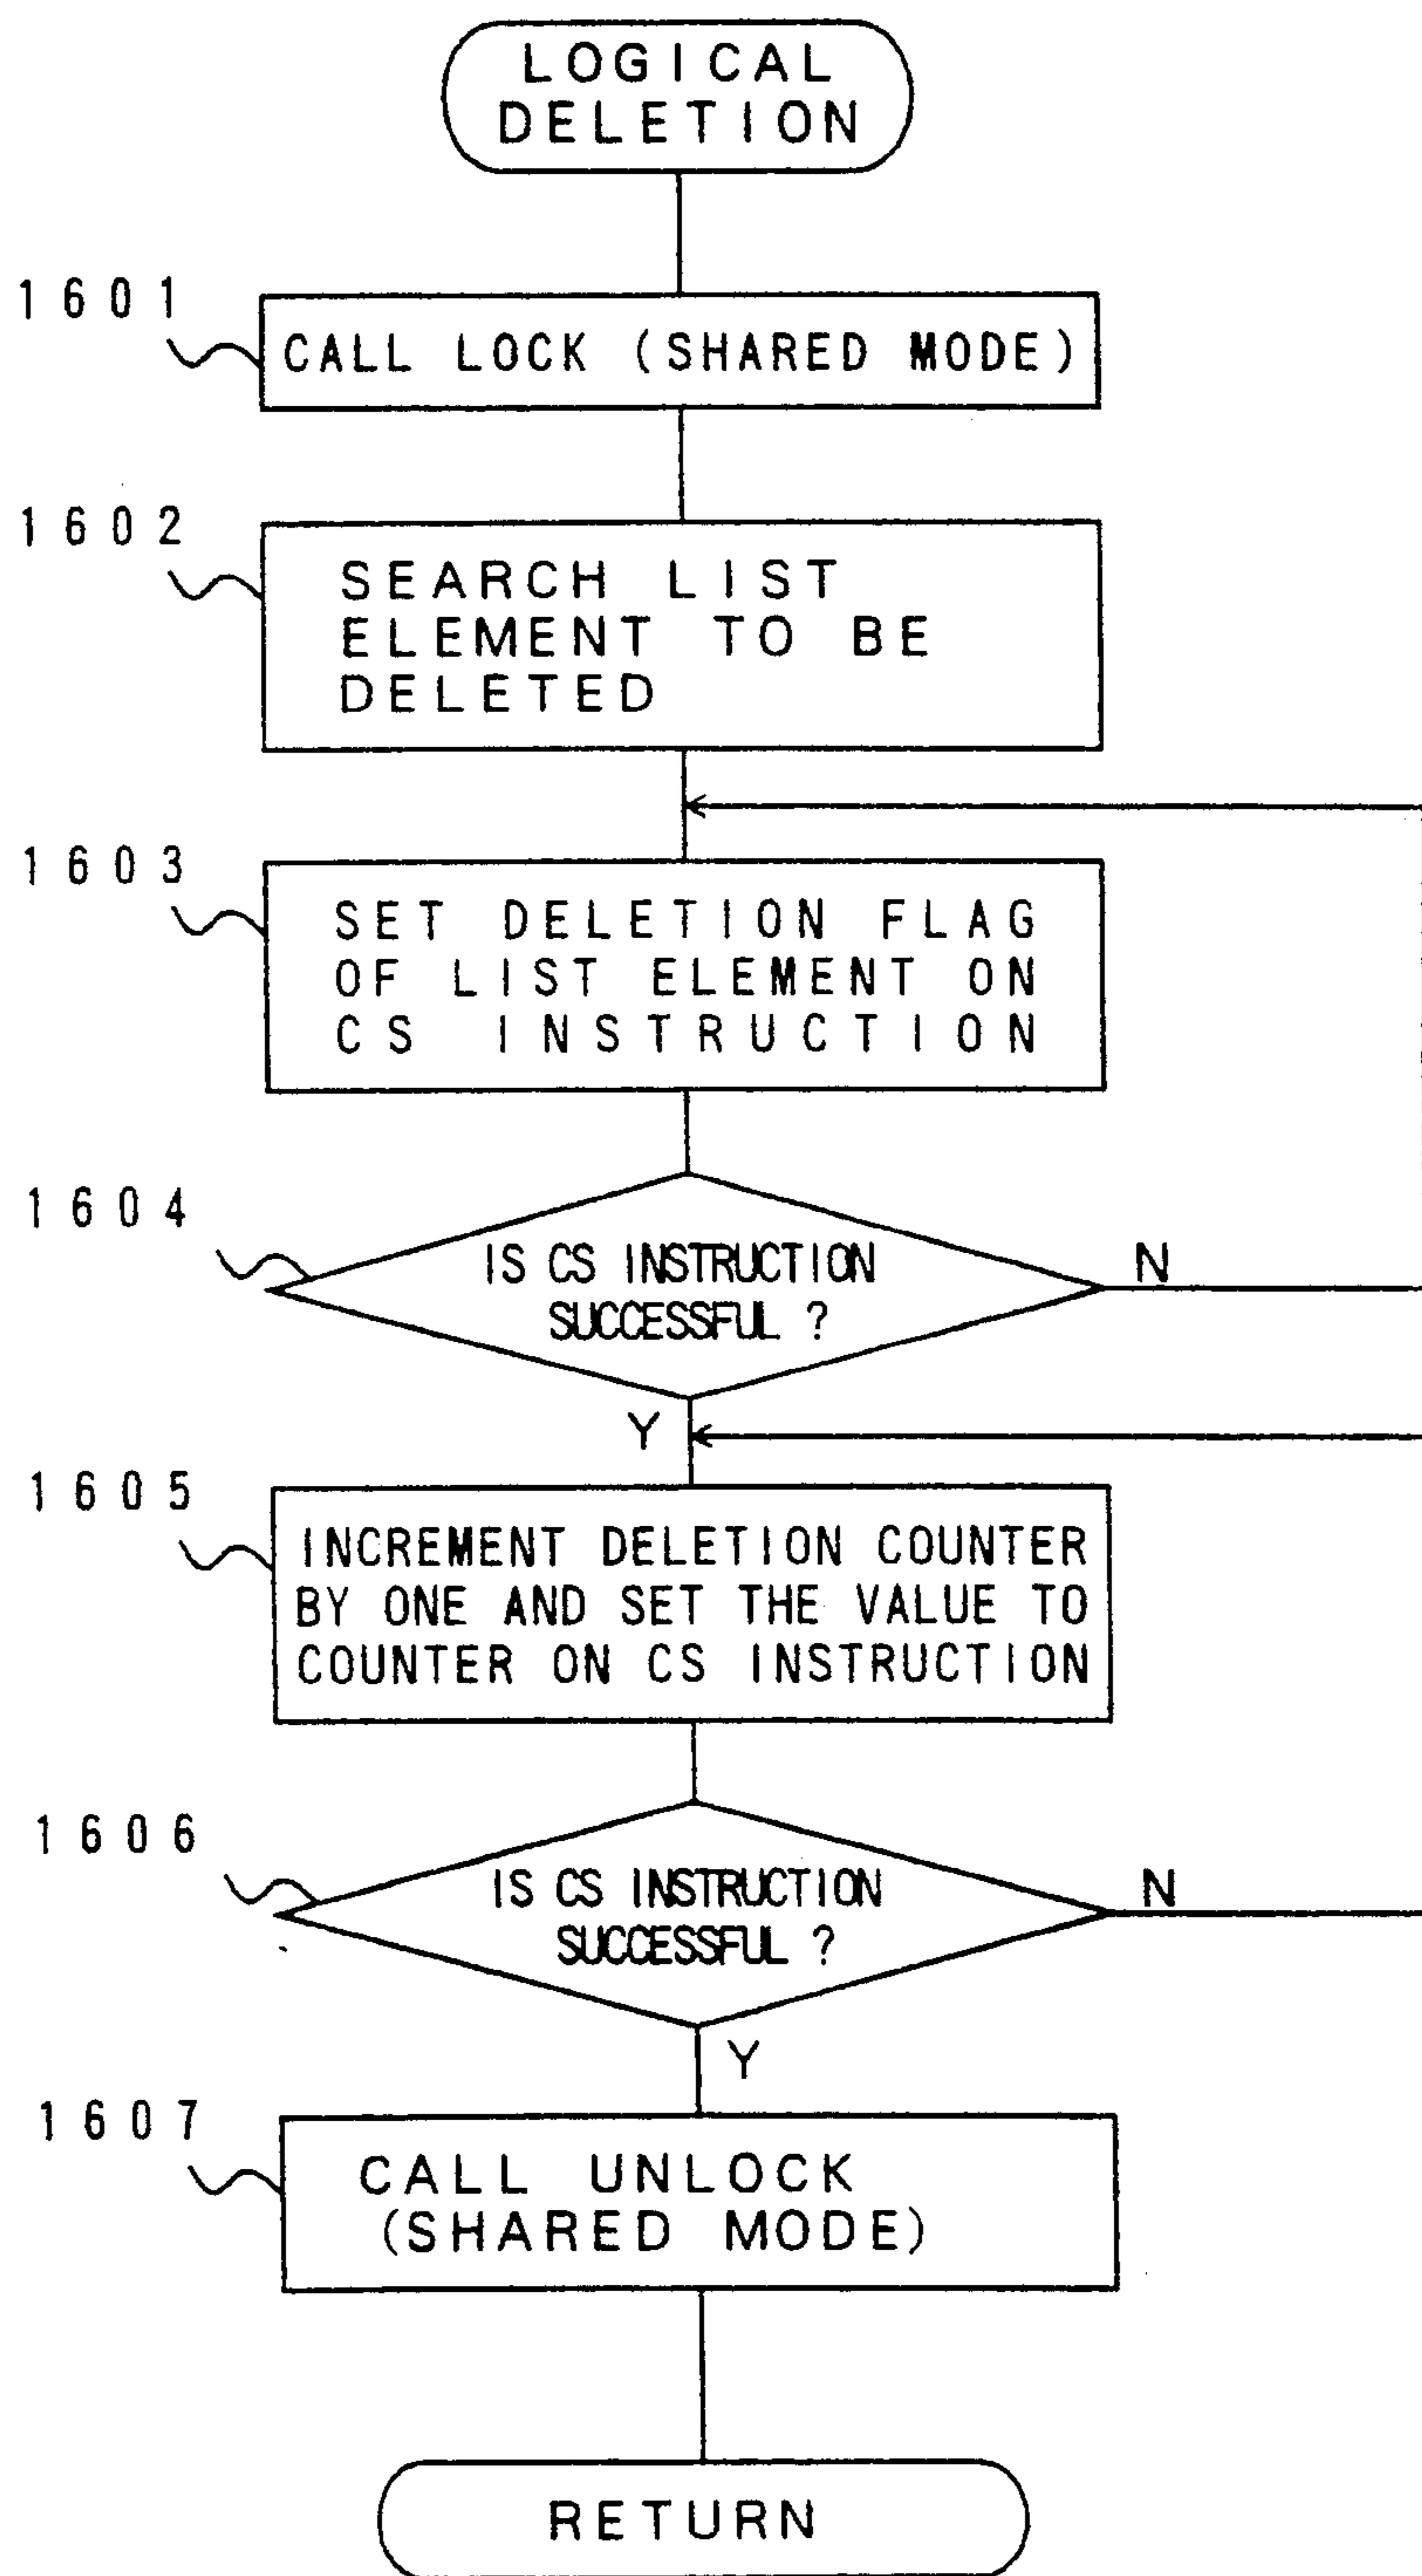 LOGICAL
DELETION
1601
CALL LOCK (SHARED MODE)
1602
SEARCH LIST
ELEMENT TO BE
DELETED
1603
SET DELETION FLAG
OF LIST ELEMENT ON
CS INSTRUCTION
1604
IS CS INSTRUCTION
SUCCESSFUL ?
N
Y
1605
INCREMENT DELETION COUNTER
BY ONE AND SET THE VALUE TO
COUNTER ON CS INSTRUCTION
1606
IS CS INSTRUCTION
SUCCESSFUL ?
N
Y
1607
CALL UNLOCK
(SHARED MODE)
RETURN